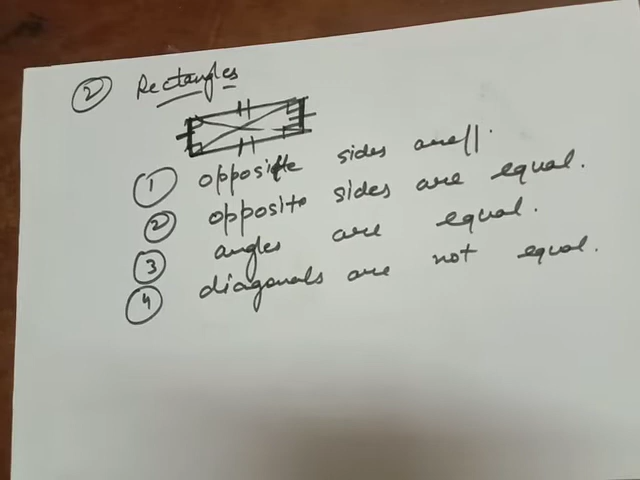 ② Rectangles
① opposite sides are ||.
② opposite sides are equal.
③ angles are equal.
④ diagonals are not equal.